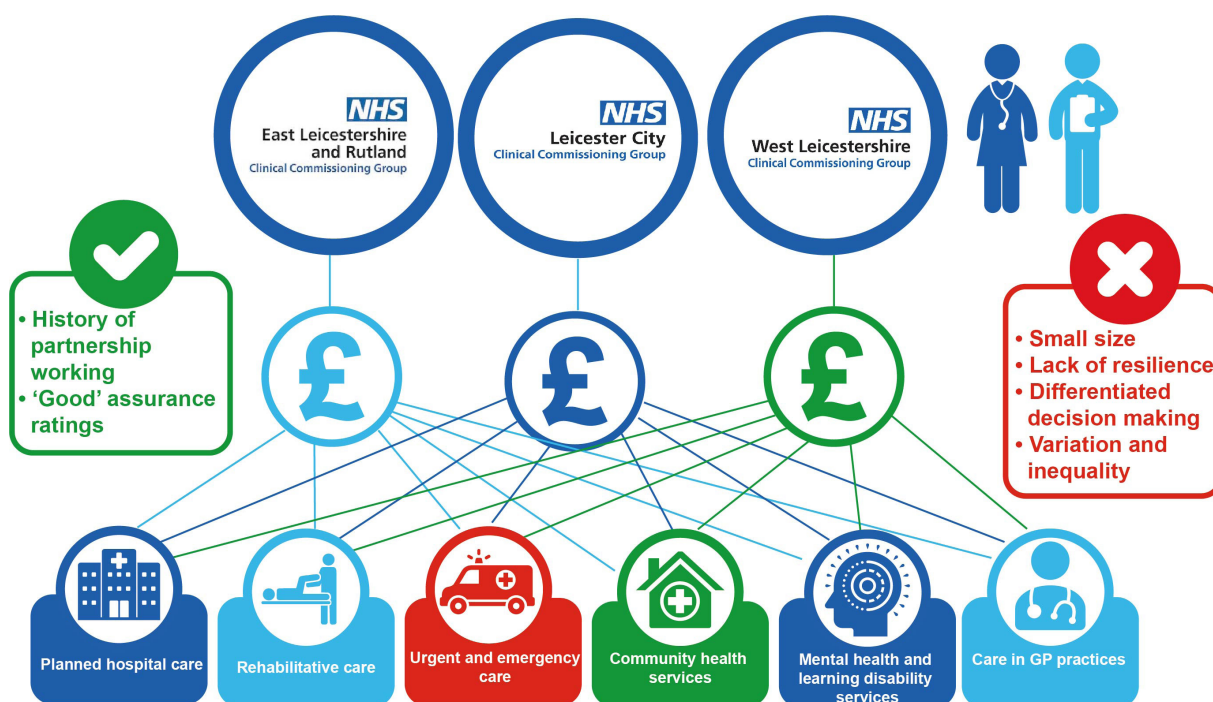 NHS
East Leicestershire
and Rutland
Clinical Commissioning Group
NHS
Leicester City
Clinical Commissioning Group
NHS
West Leicestershire
Clinical Commissioning Group
• History of
partnership
working
• ‘Good’ assurance
ratings
£
£
£
• Small size
• Lack of resilience
• Differentiated
decision making
• Variation and
inequality
Planned hospital care
Rehabilitative care
Urgent and emergency
care
Community health
services
Mental health and
learning disability
services
Care in GP practices